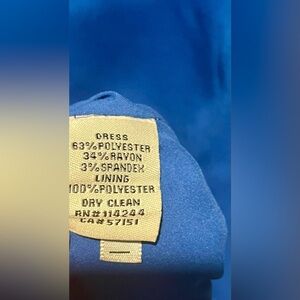 DRESS
63%POLYESTER
34%RAYON
3%SPANDEX
LINING
100%POLYESTER
DRY CLEAN
RN#114244
CA#57151